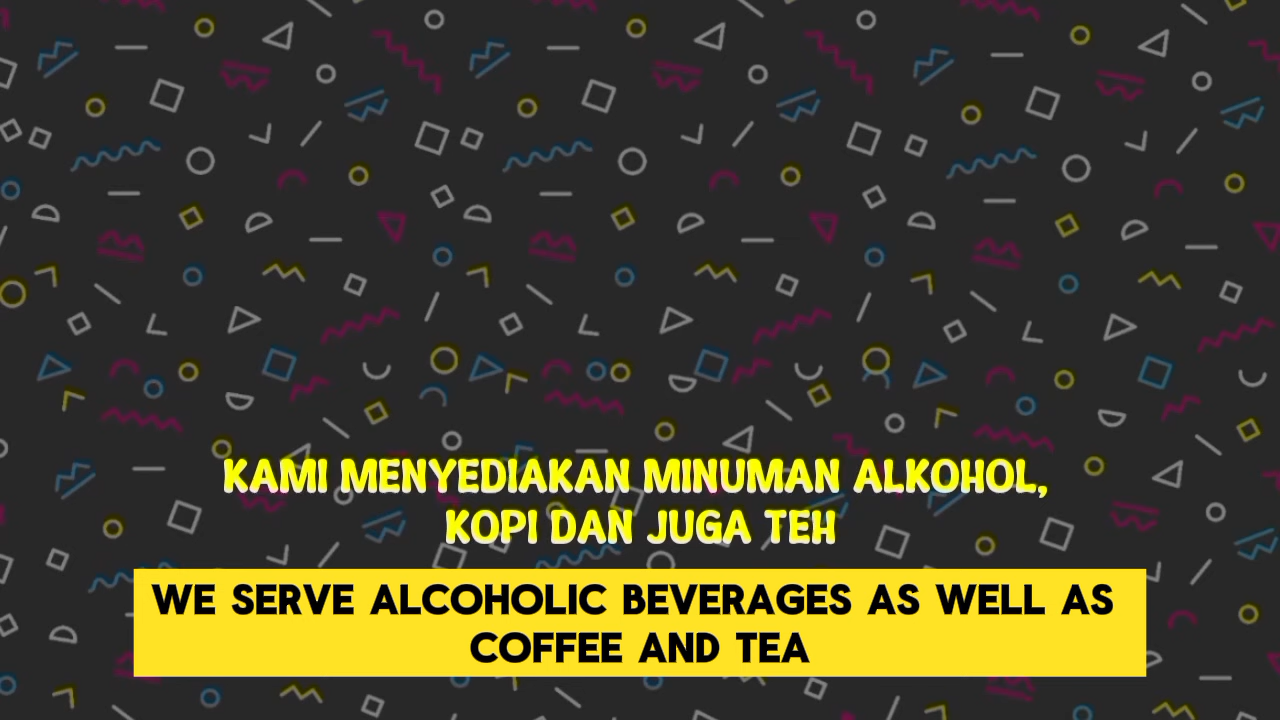 KAMI MENYEDIAKAN MINUMAN ALKOHOL,
KOPI DAN JUGA TEH
WE SERVE ALCOHOLIC BEVERAGES AS WELL AS
COFFEE AND TEA